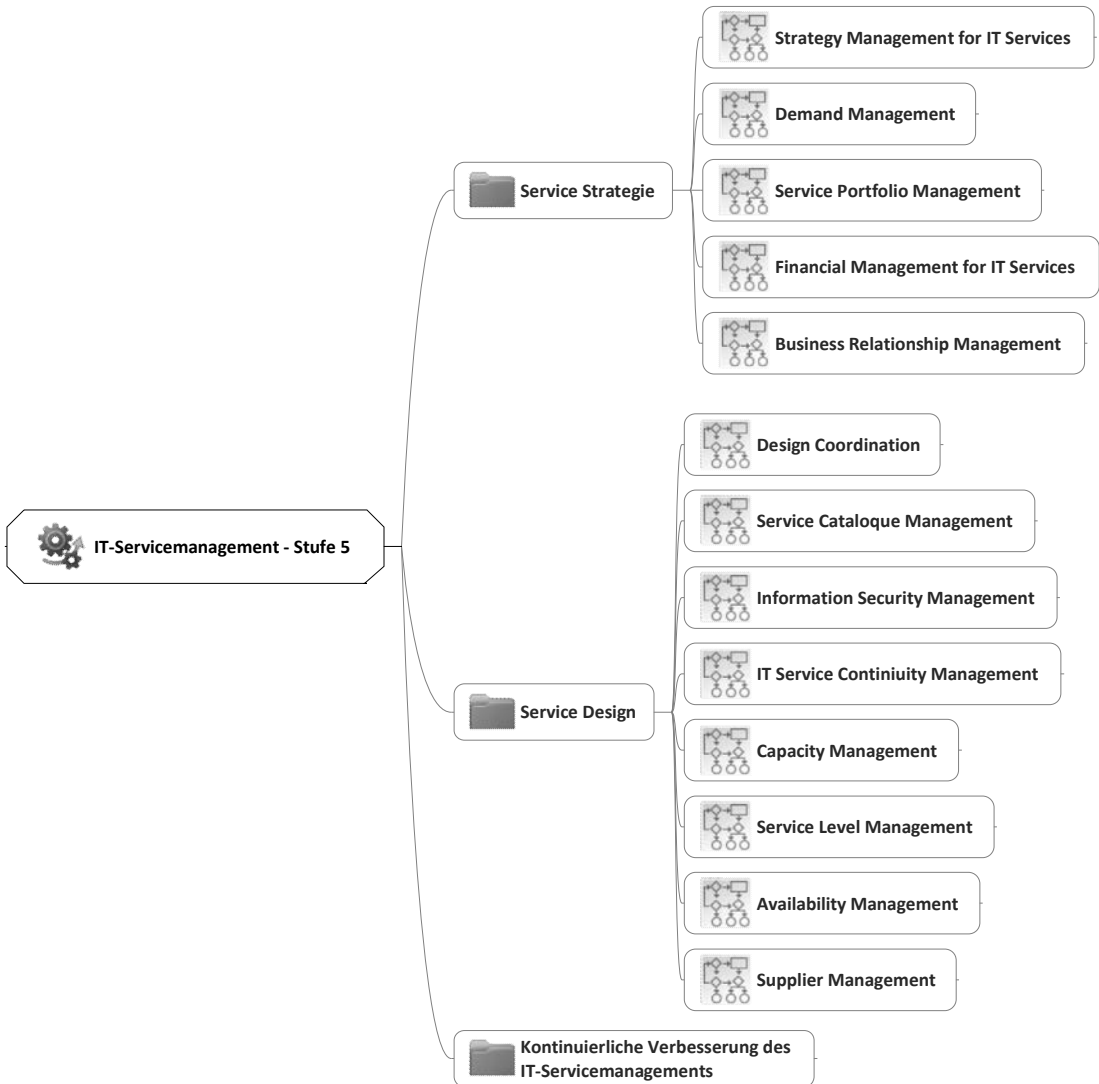 IT-Servicemanagement - Stufe 5
Service Strategie
Strategy Management for IT Services
Demand Management
Service Portfolio Management
Financial Management for IT Services
Business Relationship Management
Service Design
Design Coordination
Service Cataloque Management
Information Security Management
IT Service Continiuity Management
Capacity Management
Service Level Management
Availability Management
Supplier Management
Kontinuierliche Verbesserung des
IT-Servicemanagements